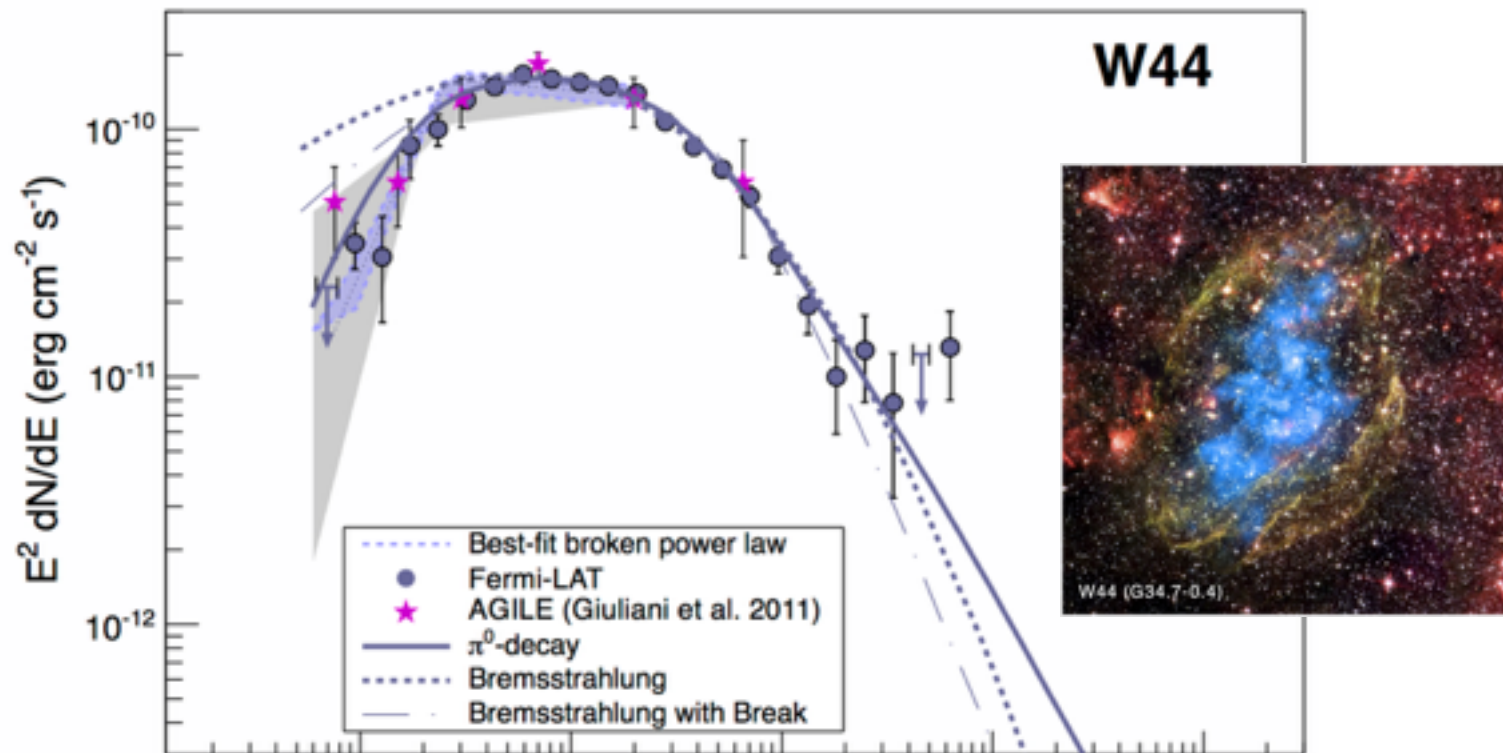 W44
E² dN/dE (erg cm⁻² s⁻¹)
10⁻¹⁰
10⁻¹¹
10⁻¹²
Best-fit broken power law
Fermi-LAT
AGILE (Giuliani et al. 2011)
π⁰-decay
Bremsstrahlung
Bremsstrahlung with Break
W44 (G34.7-0.4)